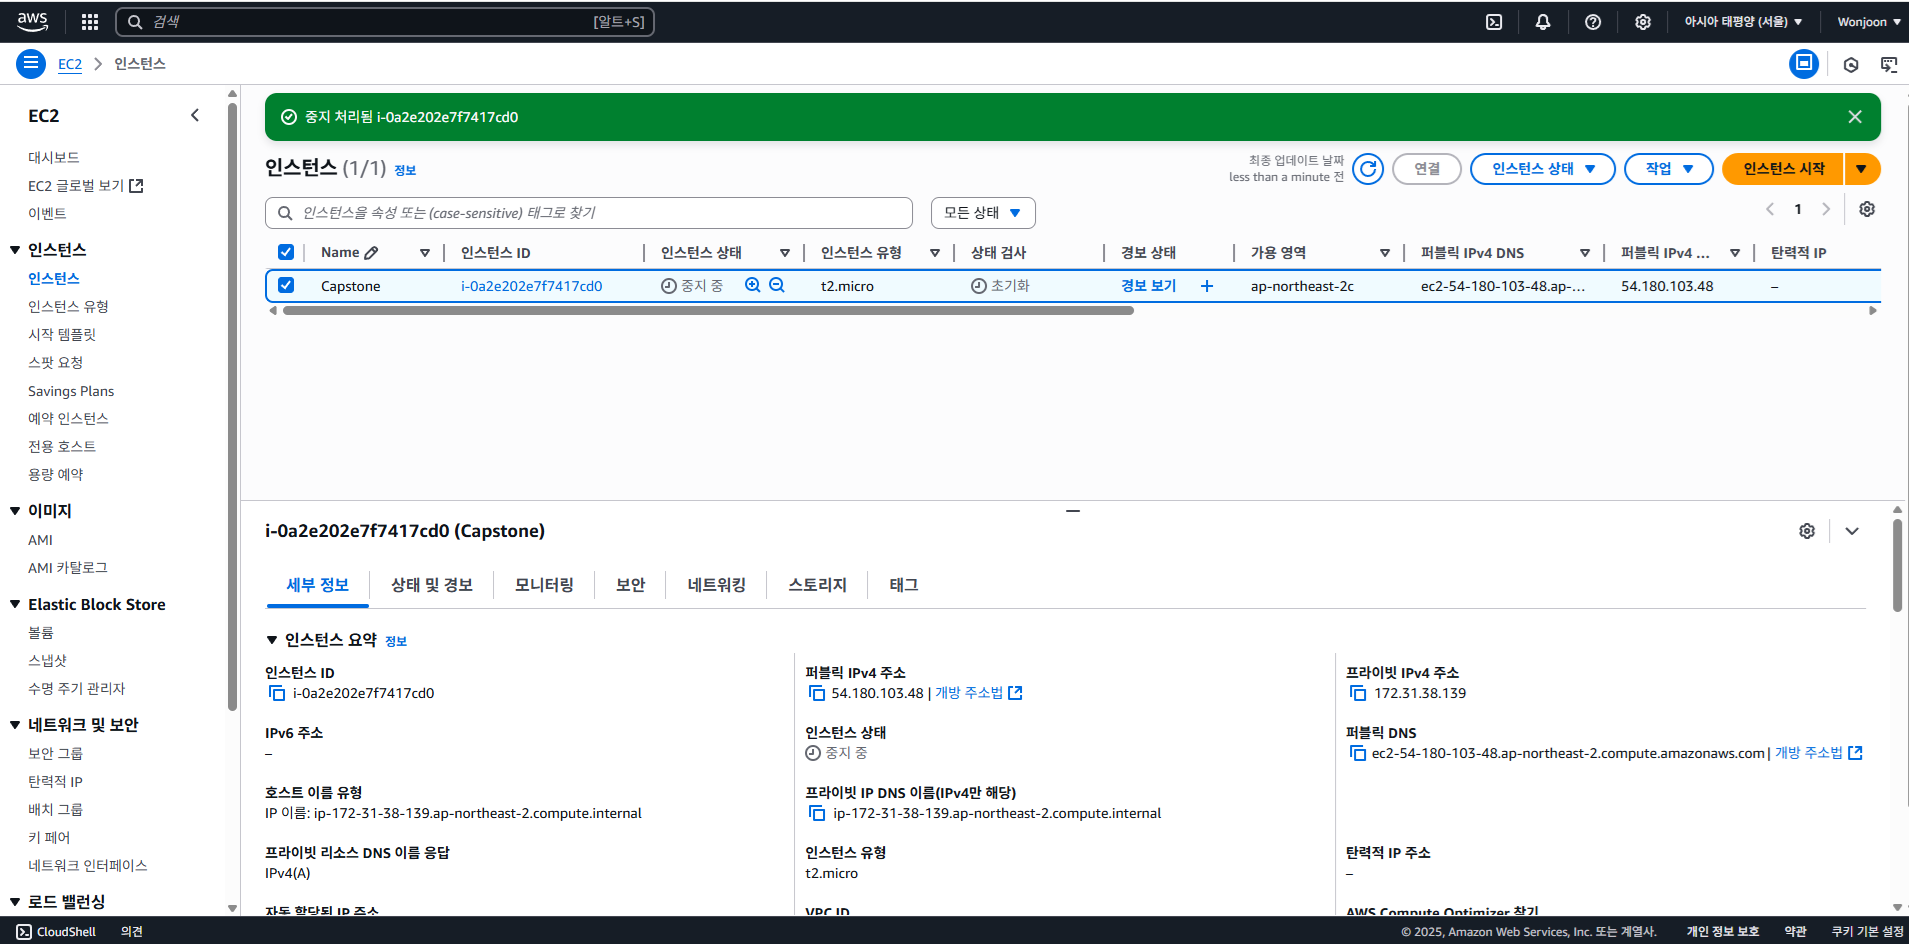 aws 검색 [알트+S] 아시아 태평양 (서울) Wonjoon
EC2 > 인스턴스
EC2
대시보드
EC2 글로벌 보기
이벤트
인스턴스
인스턴스
인스턴스 유형
시작 템플릿
스팟 요청
Savings Plans
예약 인스턴스
전용 호스트
용량 예약
이미지
AMI
AMI 카탈로그
Elastic Block Store
볼륨
스냅샷
수명 주기 관리자
네트워크 및 보안
보안 그룹
탄력적 IP
배치 그룹
키 페어
네트워크 인터페이스
로드 밸런싱
중지 처리됨 i-0a2e202e7f7417cd0
인스턴스 (1/1) 정보
최종 업데이트 날짜
less than a minute 전
연결 인스턴스 상태 작업 인스턴스 시작
인스턴스을 속성 또는 (case-sensitive) 태그로 찾기 모든 상태 1
Name 인스턴스 ID 인스턴스 상태 인스턴스 유형 상태 검사 경보 상태 가용 영역 퍼블릭 IPv4 DNS 퍼블릭 IPv4 ... 탄력적 IP
Capstone i-0a2e202e7f7417cd0 중지 중 t2.micro 초기화 경보 보기 + ap-northeast-2c ec2-54-180-103-48.ap-... 54.180.103.48 –
i-0a2e202e7f7417cd0 (Capstone)
세부 정보 상태 및 경보 모니터링 보안 네트워킹 스토리지 태그
인스턴스 요약 정보
인스턴스 ID 퍼블릭 IPv4 주소 프라이빗 IPv4 주소
i-0a2e202e7f7417cd0 54.180.103.48 | 개방 주소법 172.31.38.139
IPv6 주소 인스턴스 상태 퍼블릭 DNS
– 중지 중 ec2-54-180-103-48.ap-northeast-2.compute.amazonaws.com | 개방 주소법
호스트 이름 유형 프라이빗 IP DNS 이름(IPv4만 해당)
IP 이름: ip-172-31-38-139.ap-northeast-2.compute.internal ip-172-31-38-139.ap-northeast-2.compute.internal
프라이빗 리소스 DNS 이름 응답 인스턴스 유형 탄력적 IP 주소
IPv4(A) t2.micro –
자동 할당된 IP 주소 VPC ID AWS Compute Optimizer 찾기
CloudShell 의견 © 2025, Amazon Web Services, Inc. 또는 계열사. 개인 정보 보호 약관 쿠키 기본 설정